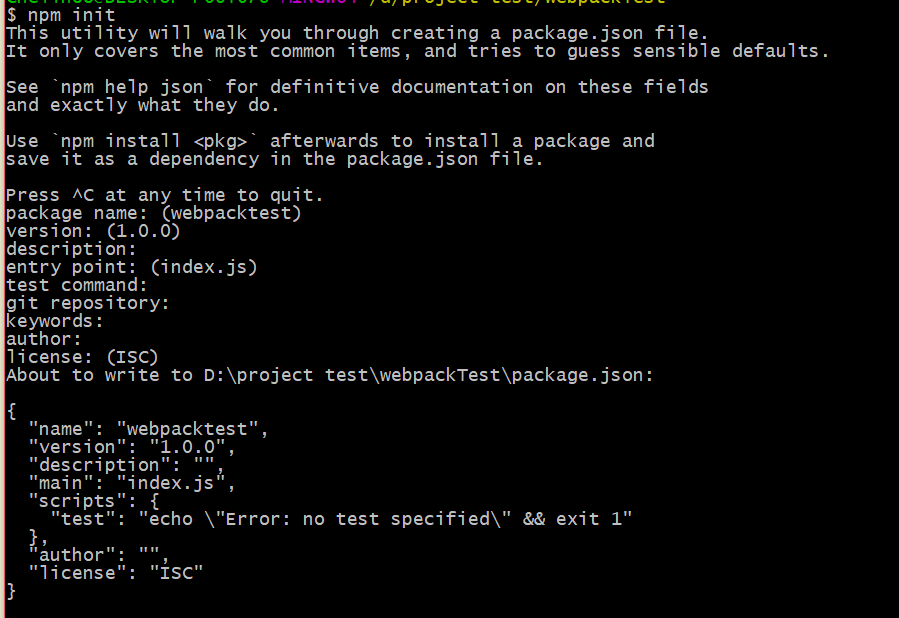 $ npm init
This utility will walk you through creating a package.json file.
It only covers the most common items, and tries to guess sensible defaults.
See `npm help json` for definitive documentation on these fields
and exactly what they do.
Use `npm install <pkg>` afterwards to install a package and
save it as a dependency in the package.json file.
Press ^C at any time to quit.
package name: (webpacktest)
version: (1.0.0)
description:
entry point: (index.js)
test command:
git repository:
keywords:
author:
license: (ISC)
About to write to D:\project test\webpackTest\package.json:
{
  "name": "webpacktest",
  "version": "1.0.0",
  "description": "",
  "main": "index.js",
  "scripts": {
    "test": "echo \"Error: no test specified\" && exit 1"
  },
  "author": "",
  "license": "ISC"
}